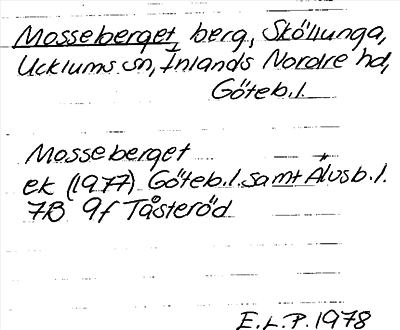 Mosseberget, berg, Sköllunga,
Ucklums sn, Inlands Nordre hd,
Göteb.l.
Mosseberget
ek (1977) Göteb.l. samt Älvsb.l.
7B 9f Tåsteröd
E.L.P. 1978